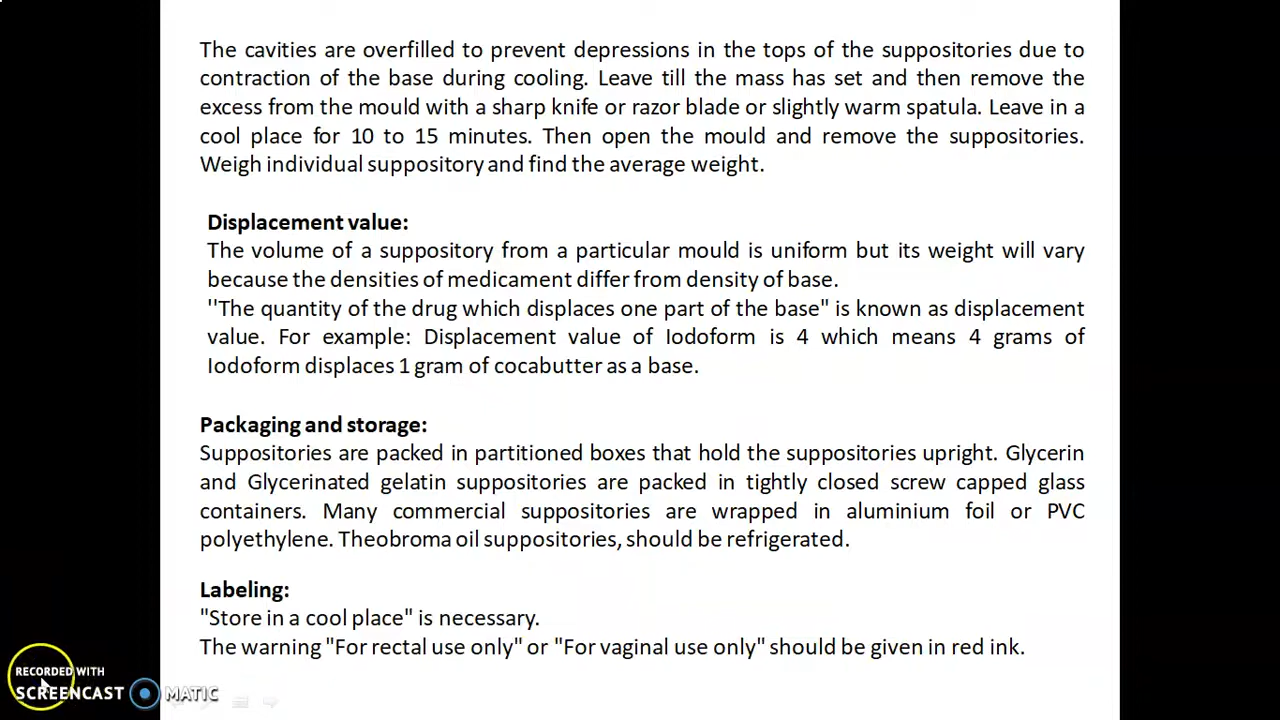 The cavities are overfilled to prevent depressions in the tops of the suppositories due to
contraction of the base during cooling. Leave till the mass has set and then remove the
excess from the mould with a sharp knife or razor blade or slightly warm spatula. Leave in a
cool place for 10 to 15 minutes. Then open the mould and remove the suppositories.
Weigh individual suppository and find the average weight.
Displacement value:
The volume of a suppository from a particular mould is uniform but its weight will vary
because the densities of medicament differ from density of base.
''The quantity of the drug which displaces one part of the base" is known as displacement
value. For example: Displacement value of Iodoform is 4 which means 4 grams of
Iodoform displaces 1 gram of cocabutter as a base.
Packaging and storage:
Suppositories are packed in partitioned boxes that hold the suppositories upright. Glycerin
and Glycerinated gelatin suppositories are packed in tightly closed screw capped glass
containers. Many commercial suppositories are wrapped in aluminium foil or PVC
polyethylene. Theobroma oil suppositories, should be refrigerated.
Labeling:
"Store in a cool place" is necessary.
The warning "For rectal use only" or "For vaginal use only" should be given in red ink.
RECORDED WITH
SCREENCAST MATIC